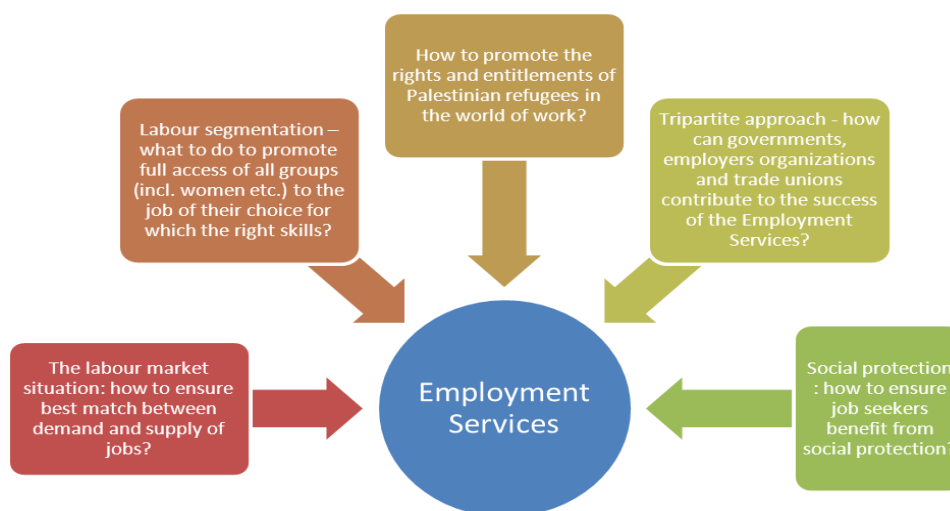 How to promote the
rights and entitlements of
Palestinian refugees in
the world of work?
Labour segmentation –
what to do to promote
full access of all groups
(incl. women etc.) to the
job of their choice for
which the right skills?
Tripartite approach - how
can governments,
employers organizations
and trade unions
contribute to the success
of the Employment
Services?
The labour market
situation: how to ensure
best match between
demand and supply of
jobs?
Employment
Services
Social protection
: how to ensure
job seekers
benefit from
social protection?